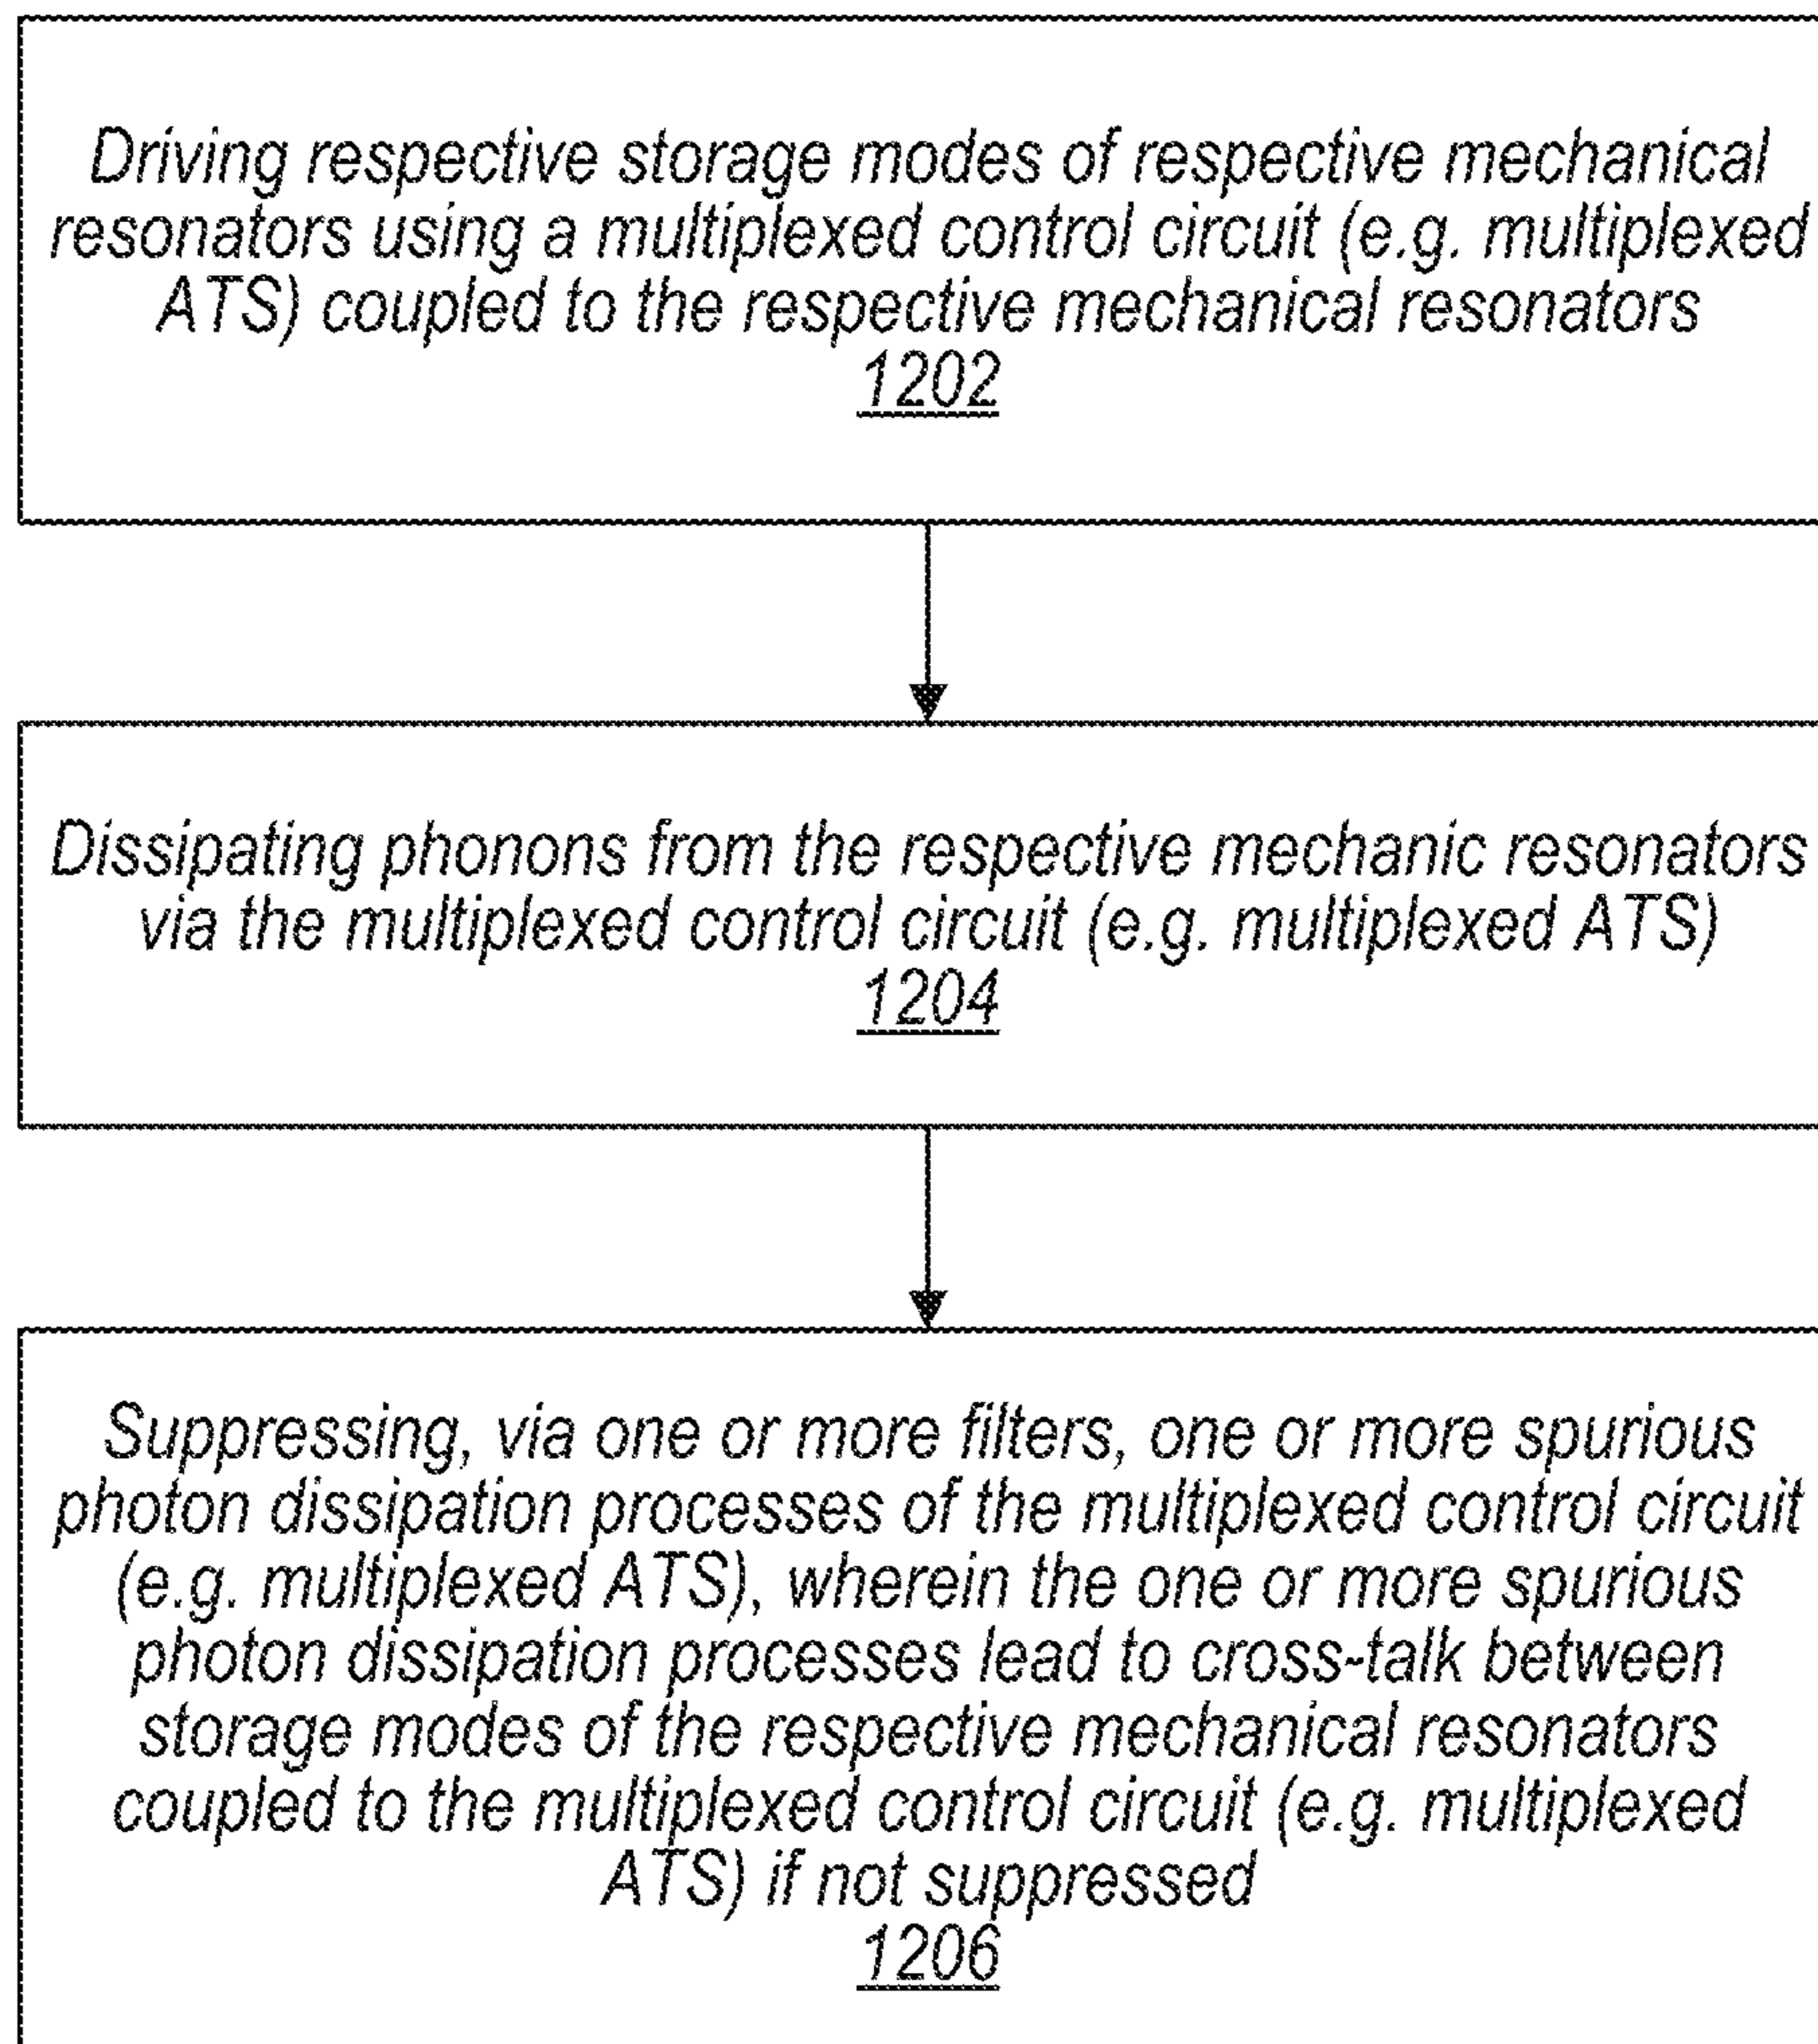 Driving respective storage modes of respective mechanical
resonators using a multiplexed control circuit (e.g. multiplexed
ATS) coupled to the respective mechanical resonators
1202
Dissipating phonons from the respective mechanic resonators
via the multiplexed control circuit (e.g. multiplexed ATS)
1204
Suppressing, via one or more filters, one or more spurious
photon dissipation processes of the multiplexed control circuit
(e.g. multiplexed ATS), wherein the one or more spurious
photon dissipation processes lead to cross-talk between
storage modes of the respective mechanical resonators
coupled to the multiplexed control circuit (e.g. multiplexed
ATS) if not suppressed
1206